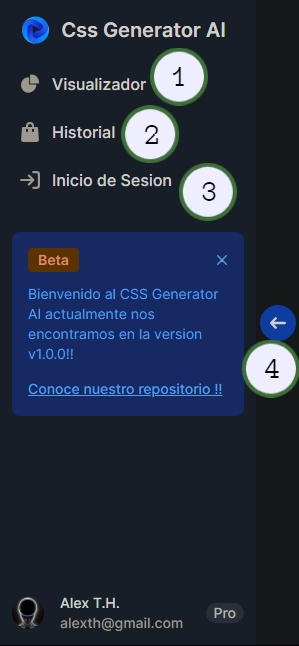 Css Generator AI
Visualizador 1
Historial 2
Inicio de Sesion 3
Beta
Bienvenido al CSS Generator
AI actualmente nos
encontramos en la version
v1.0.0!!
Conoce nuestro repositorio !!
4
Alex T.H.
alexth@gmail.com
Pro